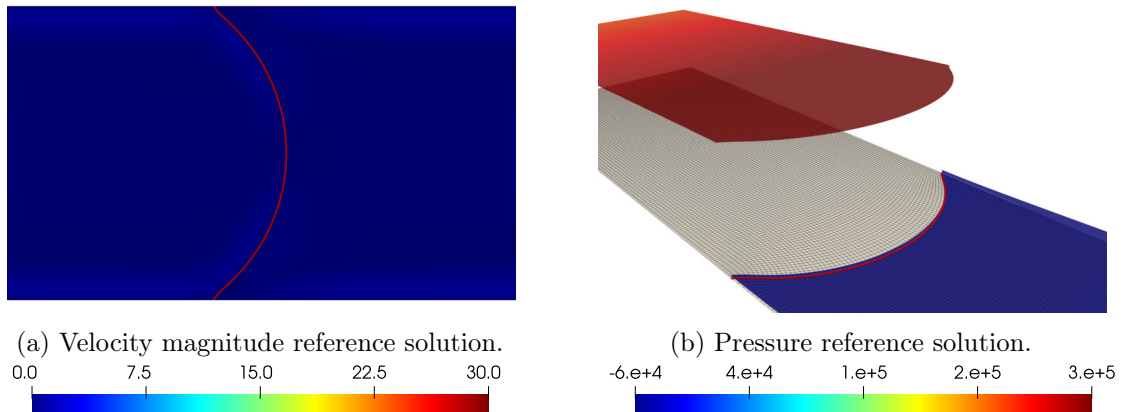 (a) Velocity magnitude reference solution.
0.0 7.5 15.0 22.5 30.0
(b) Pressure reference solution.
-6.e+4 4.e+4 1.e+5 2.e+5 3.e+5